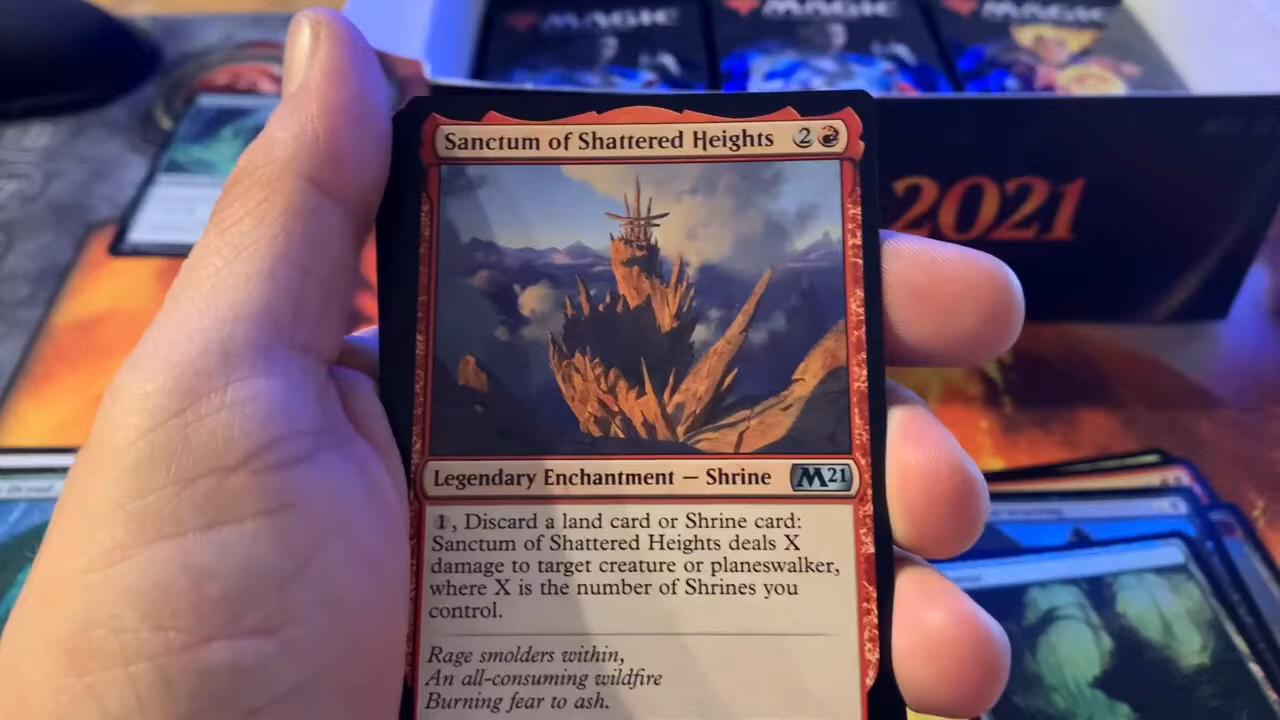 MAGIC
MAGIC
MAGIC
2021
Sanctum of Shattered Heights 2
Legendary Enchantment — Shrine M21
1, Discard a land card or Shrine card:
Sanctum of Shattered Heights deals X
damage to target creature or planeswalker,
where X is the number of Shrines you
control.
Rage smolders within,
An all-consuming wildfire
Burning fear to ash.